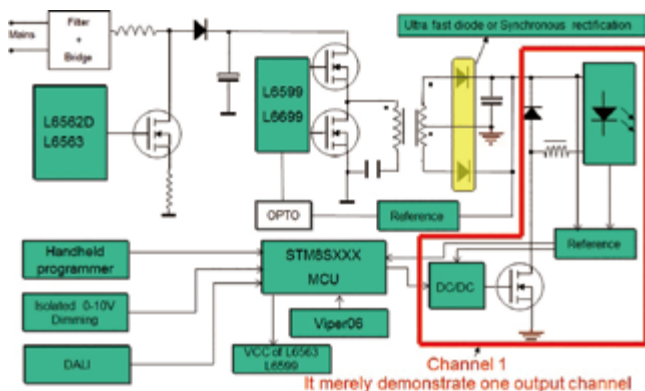 Ultra fast diode or Synchronous rectification
Mains
Filter
+
Bridge
L6562D
L6563
L6599
L6699
OPTO
Reference
Reference
Handheld
programmer
STM8SXXX
MCU
DC/DC
Isolated 0-10V
Dimming
Viper06
DALI
VCC of L6563
L6599
Channel 1
It merely demonstrate one output channel